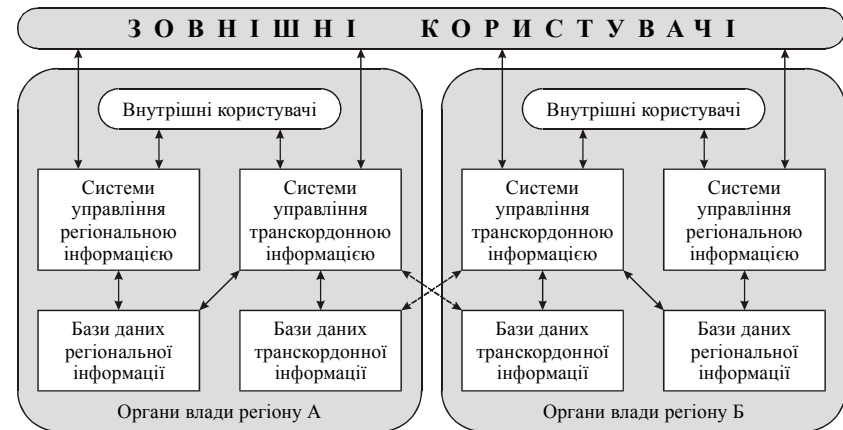 ЗОВНІШНІ КОРИСТУВАЧІ
Внутрішні користувачі
Внутрішні користувачі
Системи
управління
регіональною
інформацією
Системи
управління
транскордонною
інформацією
Системи
управління
транскордонною
інформацією
Системи
управління
регіональною
інформацією
Бази даних
регіональної
інформації
Бази даних
транскордонної
інформації
Бази даних
транскордонної
інформації
Бази даних
регіональної
інформації
Органи влади регіону А
Органи влади регіону Б